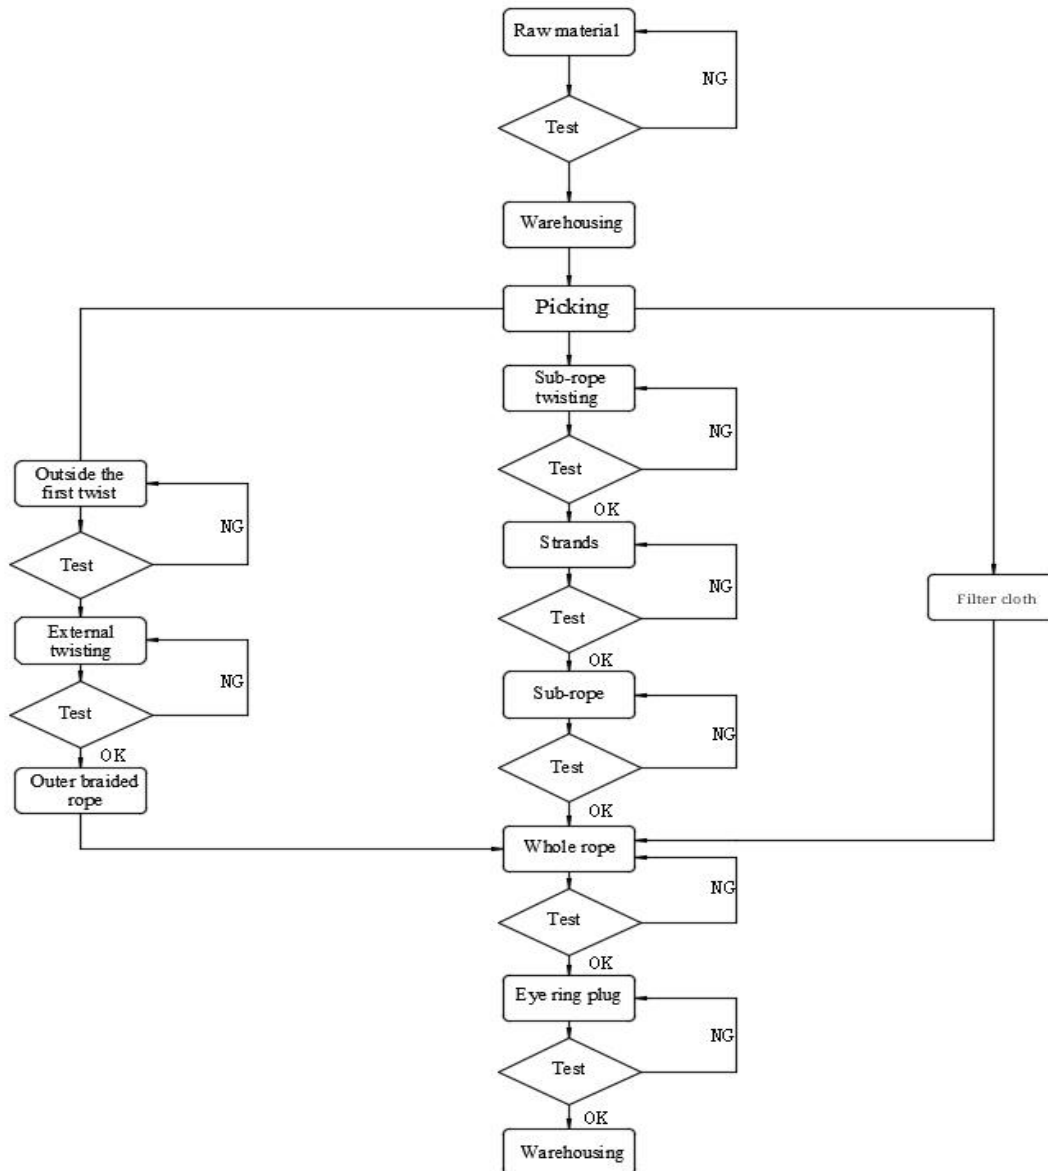 Raw material
NG
Test
Warehousing
Picking
Sub-rope
twisting
NG
Test
OK
Outside the
first twist
NG
Test
Strands
NG
Test
OK
Filter cloth
External
twisting
NG
Test
OK
Sub-rope
NG
Test
OK
Outer braided
rope
Whole rope
NG
Test
OK
Eye ring plug
NG
Test
OK
Warehousing